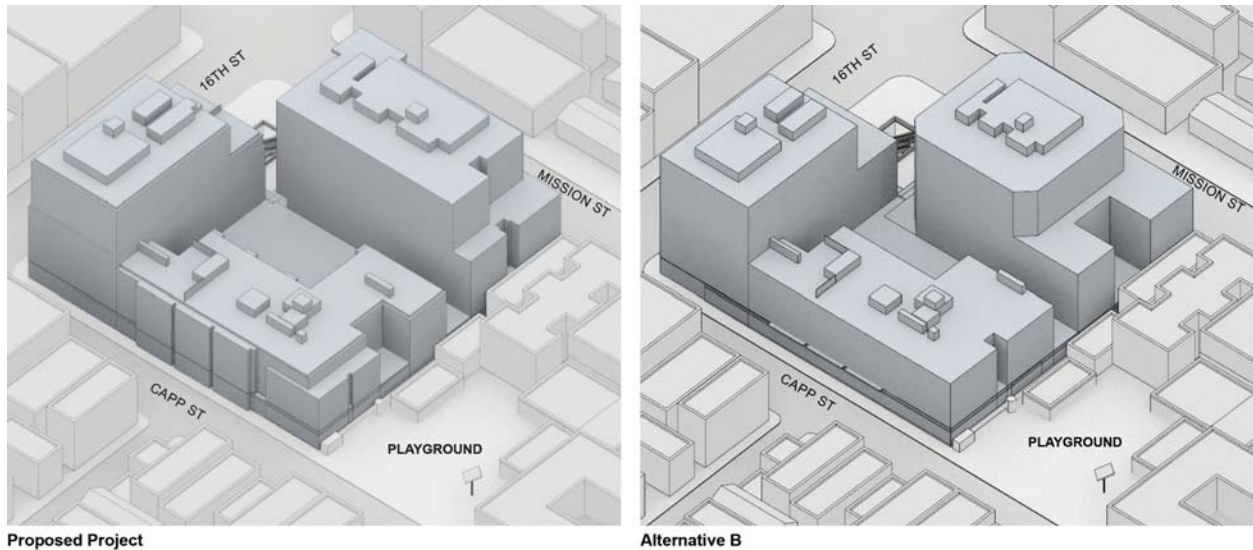 16TH ST
MISSION ST
CAPP ST
PLAYGROUND
Proposed Project
16TH ST
MISSION ST
CAPP ST
PLAYGROUND
Alternative B